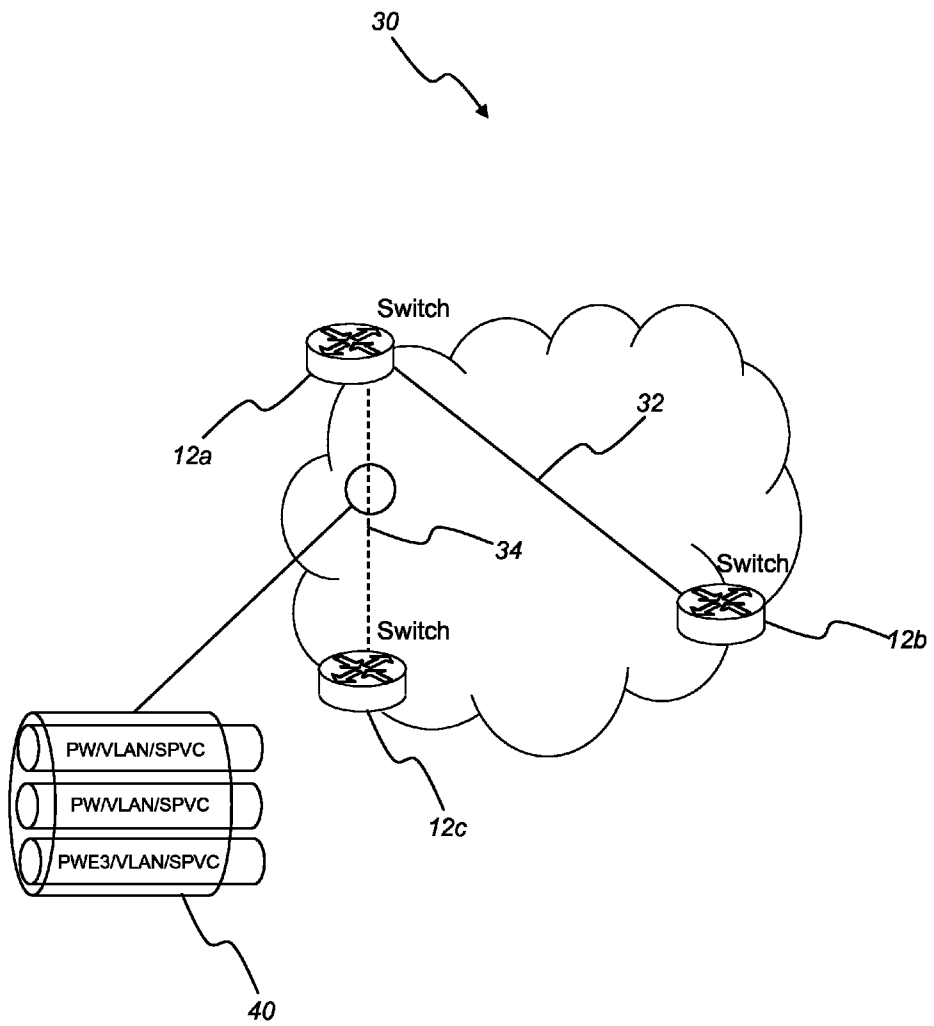 30
Switch
32
12a
34
Switch
Switch
12b
PW/VLAN/SPVC
PW/VLAN/SPVC
12c
PWE3/VLAN/SPVC
40